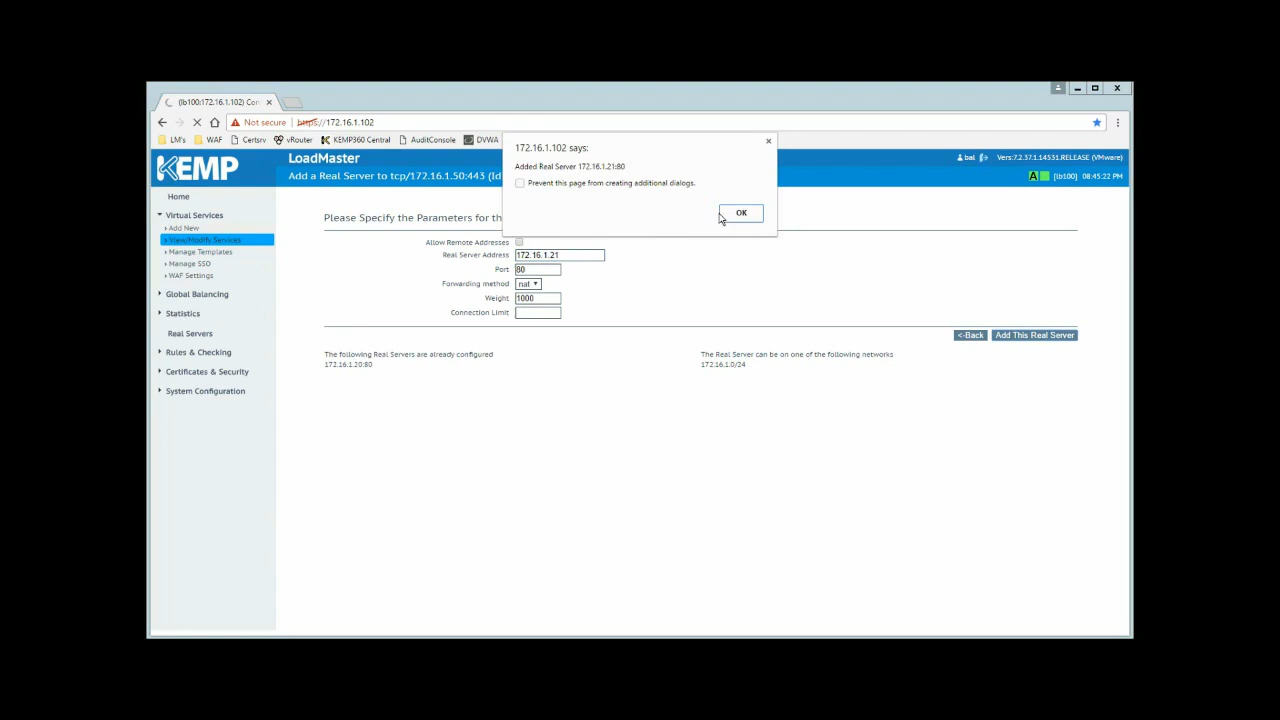 (lb100:172.16.1.102) Con
Not secure | https://172.16.1.102
LM's WAF Certsrv vRouter KEMP360 Central AuditConsole DVWA
172.16.1.102 says:
Added Real Server 172.16.1.21:80
Prevent this page from creating additional dialogs.
OK
KEMP
LoadMaster
Add a Real Server to tcp/172.16.1.50:443 (Id
bal
Vers:7.2.37.1.14531.RELEASE (VMware)
A [lb100] 08:45:22 PM
Home
Virtual Services
Add New
View/Modify Services
Manage Templates
Manage SSO
WAF Settings
Global Balancing
Statistics
Real Servers
Rules & Checking
Certificates & Security
System Configuration
Please Specify the Parameters for th
Allow Remote Addresses
Real Server Address 172.16.1.21
Port 80
Forwarding method nat
Weight 1000
Connection Limit
<-Back Add This Real Server
The following Real Servers are already configured
172.16.1.20:80
The Real Server can be on one of the following networks
172.16.1.0/24